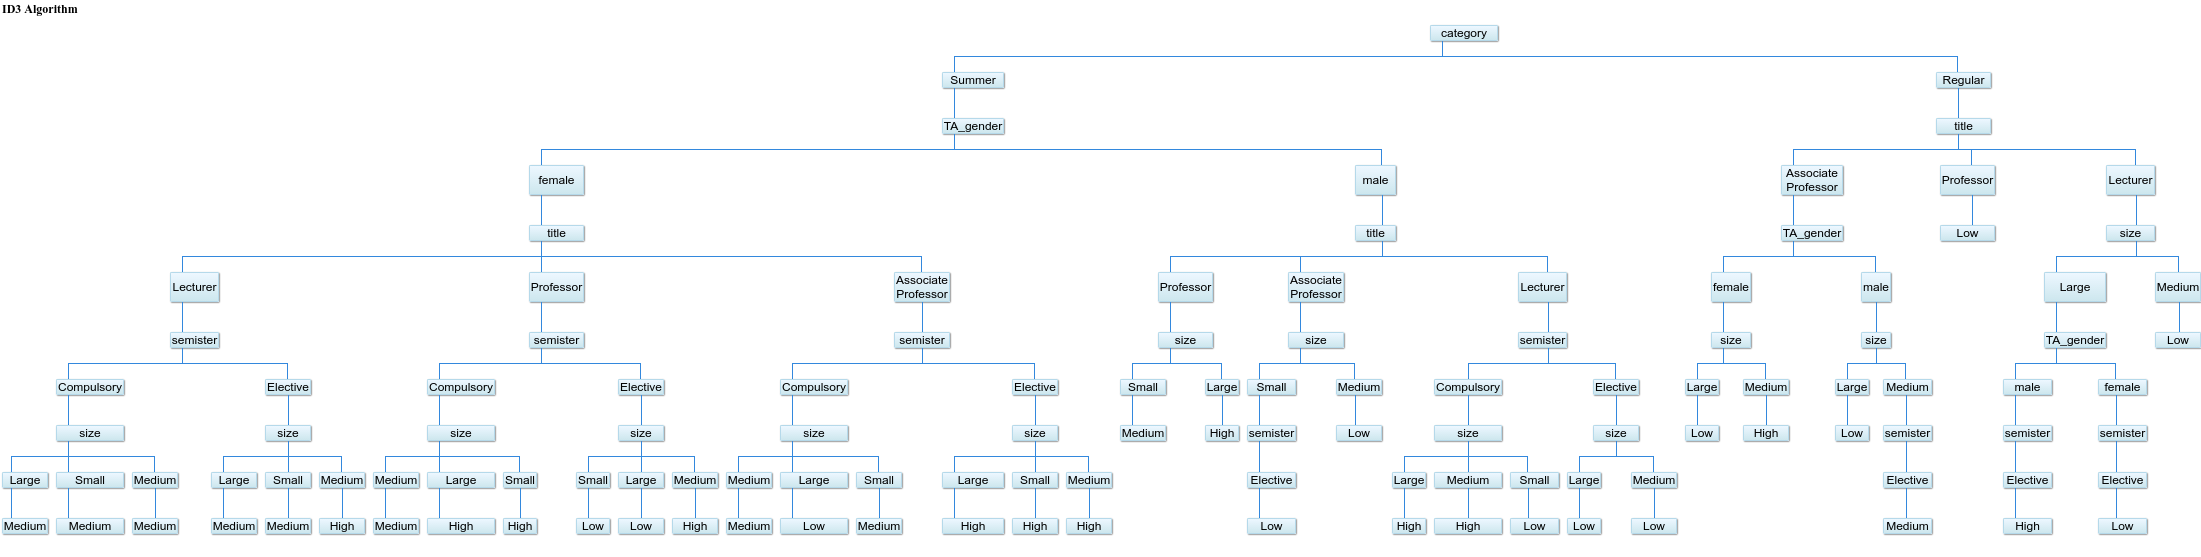 ID3 Algorithm
category
Summer Regular
TA_gender title
female male Associate Professor Professor Lecturer
title title TA_gender Low size
Lecturer Professor Associate Professor Professor Associate Professor Lecturer female male Large Medium
semister semister semister size size semister size size TA_gender Low
Compulsory Elective Compulsory Elective Compulsory Elective Small Large Small Medium Compulsory Elective Large Medium Large Medium male female
size size size size size size Medium High semister Low size size Low High Low semister semister semister
Large Small Medium Large Small Medium Medium Large Small Small Large Medium Medium Large Small Large Small Medium Elective Large Medium Small Large Medium Elective Elective Elective
Medium Medium Medium Medium Medium High Medium High High Low Low High Medium Low Medium High High High Low High High Low Low Low Medium High Low